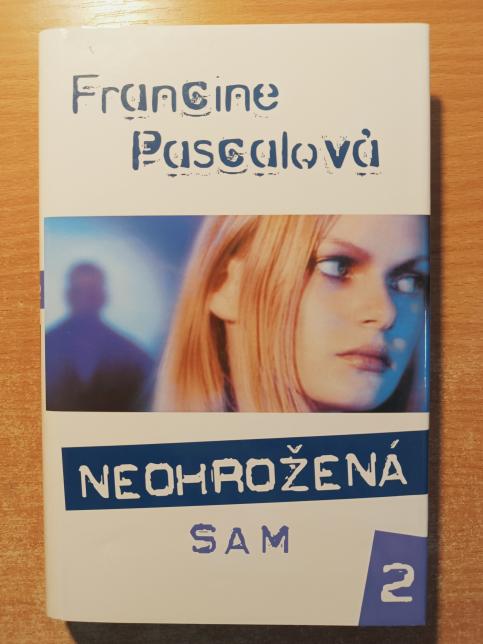 Francine
Pascalová
NEOHROŽENÁ
SAM
2